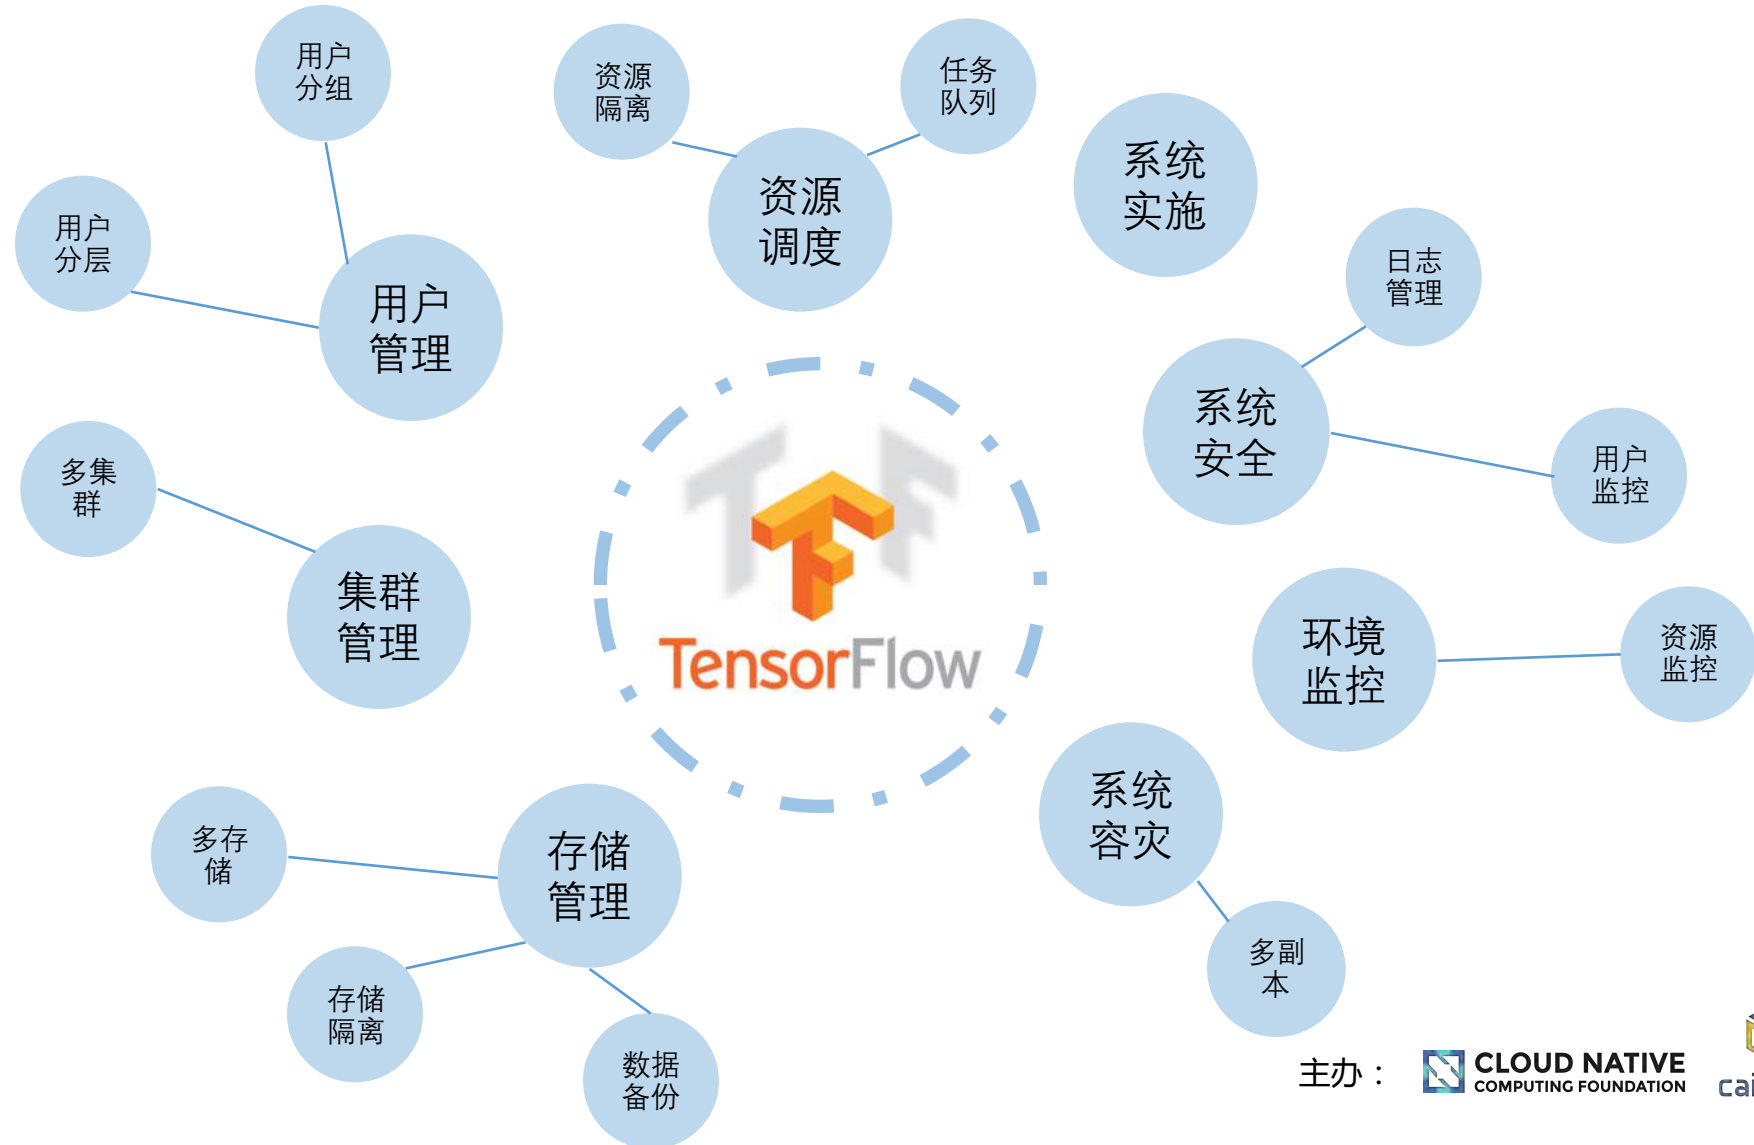 用户
分组
资源
隔离
任务
队列
系统
实施
资源
调度
用户
分层
日志
管理
用户
管理
系统
安全
多集
群
用户
监控
集群
管理
TF
TensorFlow
环境
监控
资源
监控
系统
容灾
多存
储
存储
管理
存储
隔离
多副
本
数据
备份
主办：
CLOUD NATIVE
COMPUTING FOUNDATION